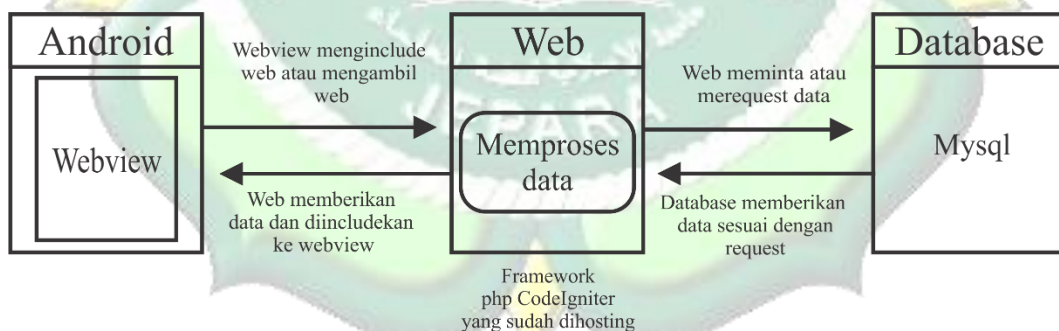 Android
Webview
Webview menginclude
web atau mengambil
web
Web memberikan
data dan diincludekan
ke webview
Web
Memproses
data
Framework
php CodeIgniter
yang sudah dihosting
Web meminta atau
merequest data
Database memberikan
data sesuai dengan
request
Database
Mysql
JEPARA